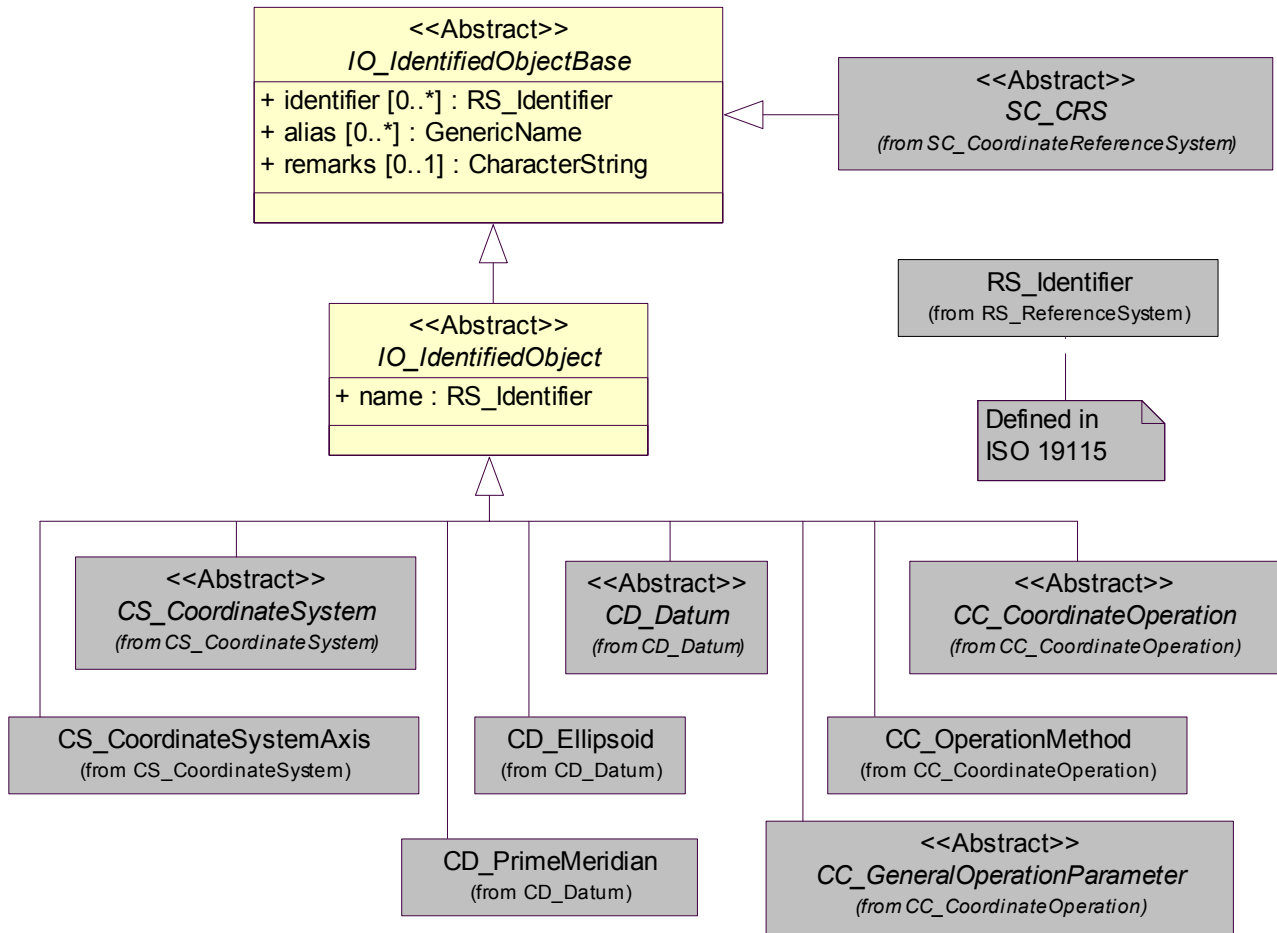 <<Abstract>>
IO_IdentifiedObjectBase
+ identifier [0..*] : RS_Identifier
+ alias [0..*] : GenericName
+ remarks [0..1] : CharacterString
<<Abstract>>
SC_CRS
(from SC_CoordinateReferenceSystem)
<<Abstract>>
IO_IdentifiedObject
+ name : RS_Identifier
RS_Identifier
(from RS_ReferenceSystem)
Defined in
ISO 19115
<<Abstract>>
CS_CoordinateSystem
(from CS_CoordinateSystem)
<<Abstract>>
CD_Datum
(from CD_Datum)
<<Abstract>>
CC_CoordinateOperation
(from CC_CoordinateOperation)
CS_CoordinateSystemAxis
(from CS_CoordinateSystem)
CD_Ellipsoid
(from CD_Datum)
CC_OperationMethod
(from CC_CoordinateOperation)
CD_PrimeMeridian
(from CD_Datum)
<<Abstract>>
CC_GeneralOperationParameter
(from CC_CoordinateOperation)